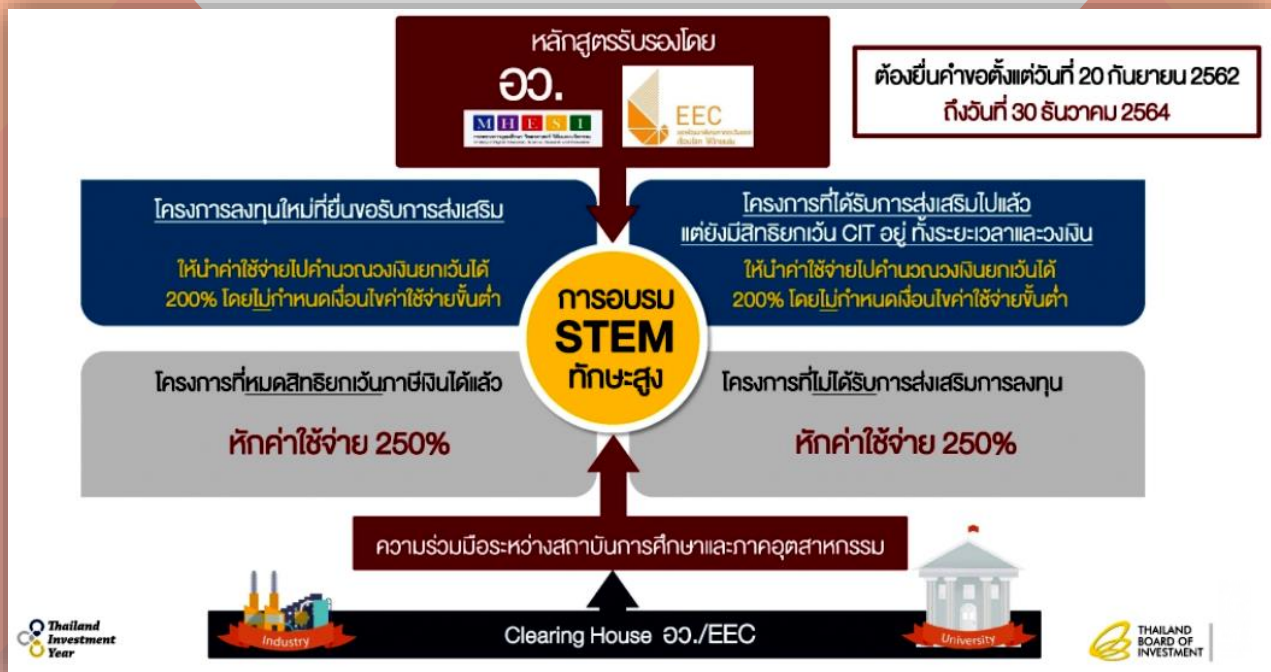 หลักสูตรรับรองโดย
อว.
MHESI
EEC
ต้องยื่นคำขอตั้งแต่วันที่ 20 กันยายน 2562
ถึงวันที่ 30 ธันวาคม 2564
โครงการลงทุนใหม่ที่ยื่นขอรับการส่งเสริม
ให้นำค่าใช้จ่ายไปคำนวณวงเงินยกเว้นได้
200% โดยไม่กำหนดเงื่อนไขค่าใช้จ่ายขั้นต่ำ
โครงการที่ได้รับการส่งเสริมไปแล้ว
แต่ยังมีสิทธิยกเว้น CIT อยู่ ทั้งระยะเวลาและวงเงิน
ให้นำค่าใช้จ่ายไปคำนวณวงเงินยกเว้นได้
200% โดยไม่กำหนดเงื่อนไขค่าใช้จ่ายขั้นต่ำ
การอบรม
STEM
ทักษะสูง
โครงการที่หมดสิทธิยกเว้นภาษีเงินได้แล้ว
หักค่าใช้จ่าย 250%
โครงการที่ไม่ได้รับการส่งเสริมการลงทุน
หักค่าใช้จ่าย 250%
ความร่วมมือระหว่างสถาบันการศึกษาและภาคอุตสาหกรรม
Industry
Clearing House อว./EEC
University
Thailand
Investment
Year
THAILAND
BOARD OF
INVESTMENT